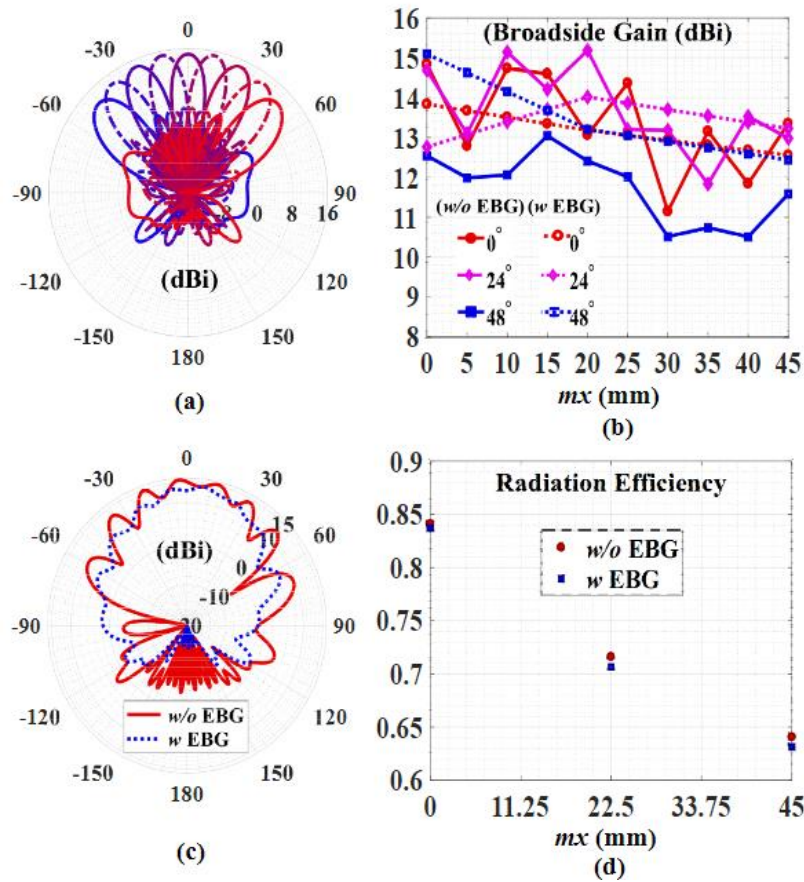 0
-30 30
-60 60
-90 90
0 8 16
-120 120
(dBi)
-150 150
180
(a)
16
15
14
13
12
11
10
9
8
(Broadside Gain (dBi)
(w/o EBG) (w EBG)
0° 0°
24° 24°
48° 48°
0 5 10 15 20 25 30 35 40 45
mx (mm)
(b)
0
-30 30
15
-60 10 60
(dBi)
0
-10
-90 90
-120 120
w/o EBG
w EBG
-150 150
180
(c)
0.9
0.85
0.8
0.75
0.7
0.65
0.6
Radiation Efficiency
w/o EBG
w EBG
0 11.25 22.5 33.75 45
mx (mm)
(d)